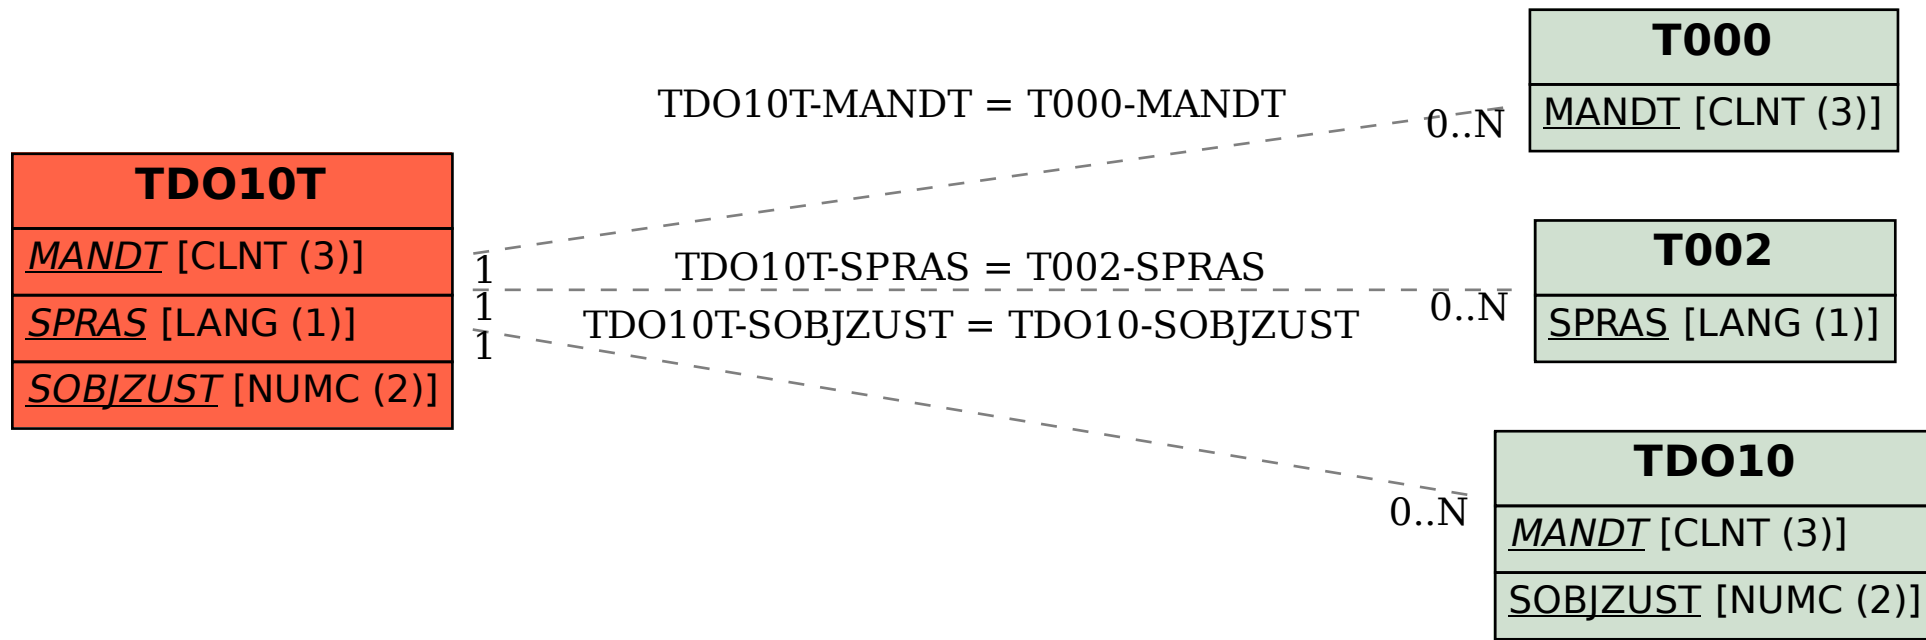 T000
MANDT [CLNT (3)]
TDO10T-MANDT = T000-MANDT
0..N
TDO10T
MANDT [CLNT (3)]
SPRAS [LANG (1)]
SOBJZUST [NUMC (2)]
1
TDO10T-SPRAS = T002-SPRAS
1
0..N
TDO10T-SOBJZUST = TDO10-SOBJZUST
1
T002
SPRAS [LANG (1)]
0..N
TDO10
MANDT [CLNT (3)]
SOBJZUST [NUMC (2)]